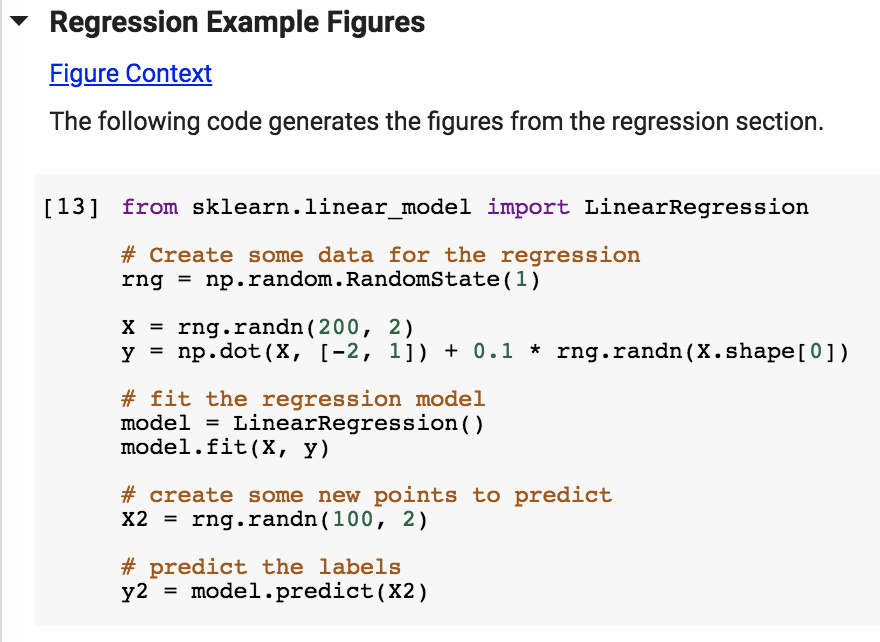 Regression Example Figures
Figure Context
The following code generates the figures from the regression section.
[13] from sklearn.linear_model import LinearRegression
# Create some data for the regression
rng = np.random.RandomState(1)
X = rng.randn(200, 2)
y = np.dot(X, [-2, 1]) + 0.1 * rng.randn(X.shape[0])
# fit the regression model
model = LinearRegression()
model.fit(X, y)
# create some new points to predict
X2 = rng.randn(100, 2)
# predict the labels
y2 = model.predict(X2)